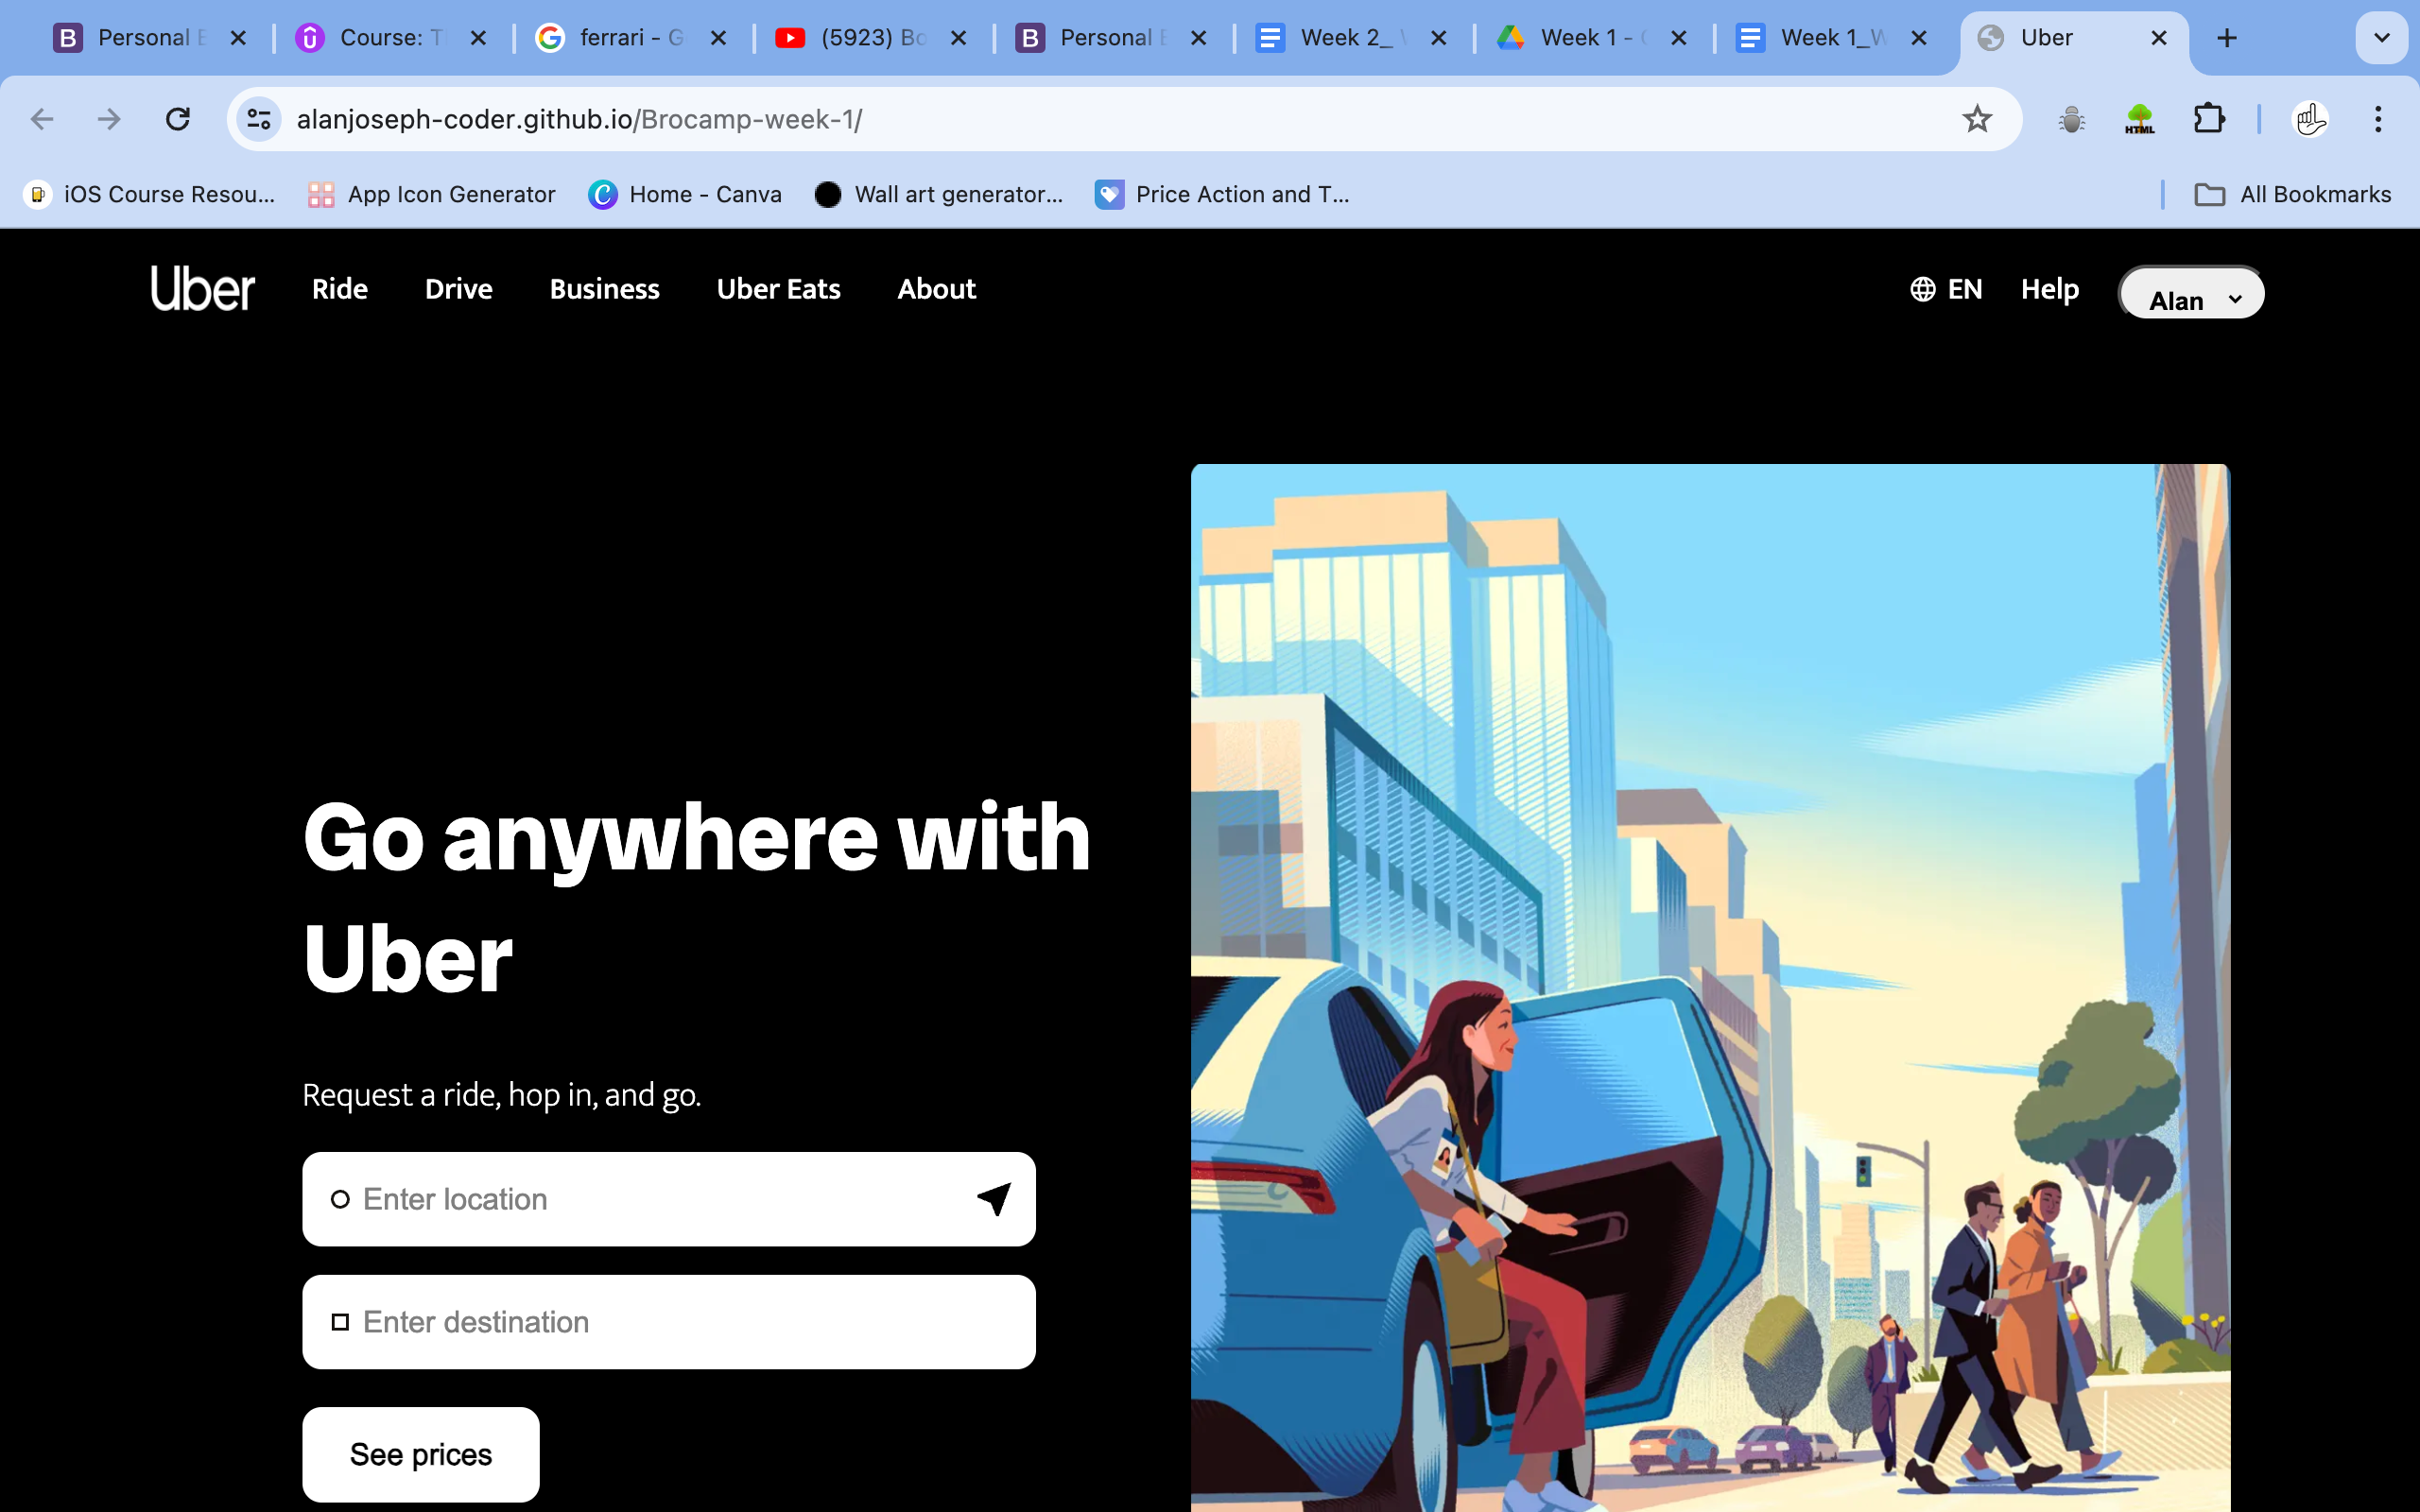 Personal
Course: T
ferrari - G
(5923) Bo
Personal
Week 2_
Week 1 -
Week 1_W
Uber
alanjoseph-coder.github.io/Brocamp-week-1/
HTML
iOS Course Resou...
App Icon Generator
Home - Canva
Wall art generator...
Price Action and T...
All Bookmarks
Uber
Ride
Drive
Business
Uber Eats
About
EN
Help
Alan
Go anywhere with
Uber
Request a ride, hop in, and go.
Enter location
Enter destination
See prices